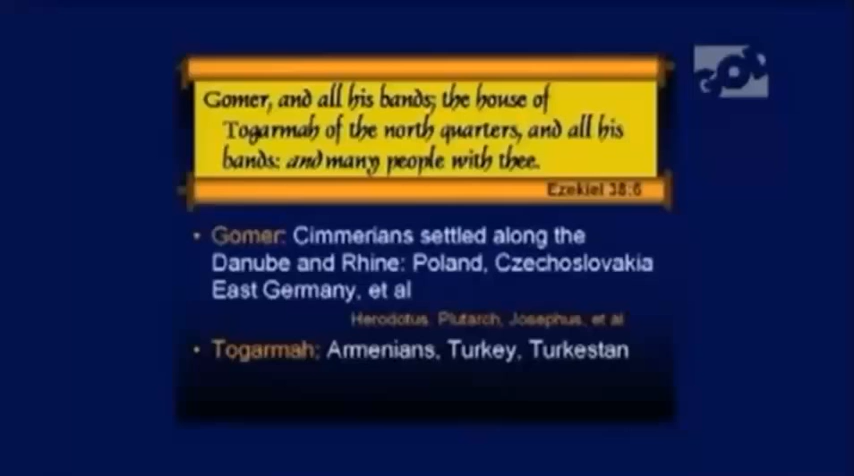 GOD
Gomer, and all his bands; the house of
Togarmah of the north quarters, and all his
bands: and many people with thee.
Ezekiel 38:6
• Gomer: Cimmerians settled along the
Danube and Rhine: Poland, Czechoslovakia
East Germany, et al
Herodotus, Plutarch, Josephus, et al
• Togarmah: Armenians, Turkey, Turkestan